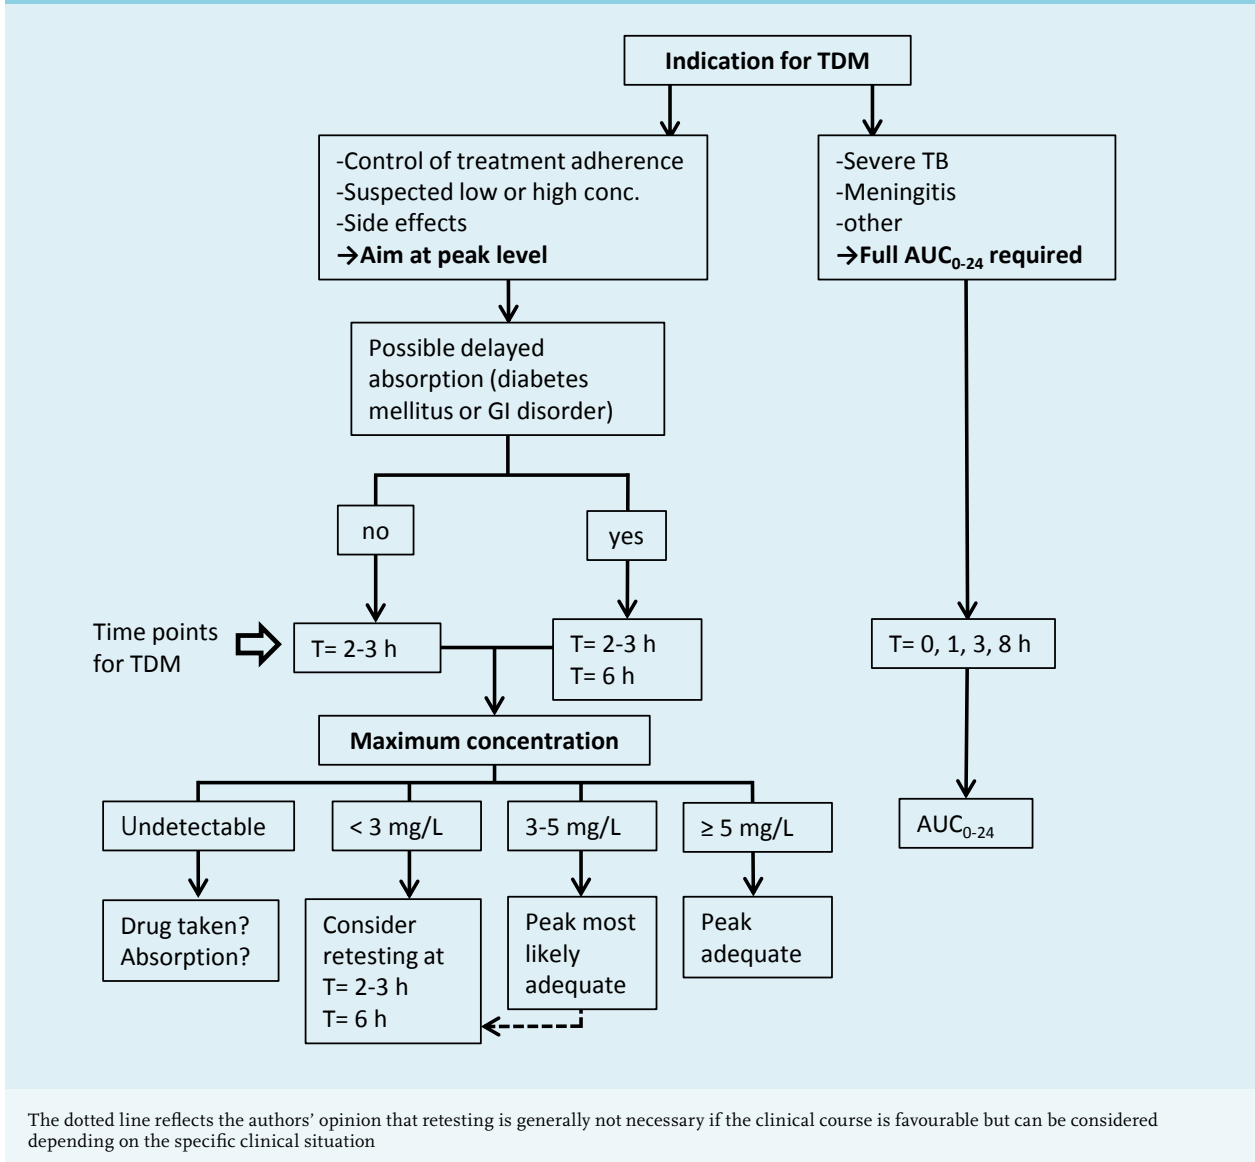 Indication for TDM
-Control of treatment adherence
-Suspected low or high conc.
-Side effects
→Aim at peak level
-Severe TB
-Meningitis
-other
→Full AUC0-24 required
Possible delayed
absorption (diabetes
mellitus or GI disorder)
no
yes
Time points
for TDM
T= 2-3 h
T= 2-3 h
T= 6 h
T= 0, 1, 3, 8 h
Maximum concentration
Undetectable
< 3 mg/L
3-5 mg/L
≥ 5 mg/L
AUC0-24
Drug taken?
Absorption?
Consider
retesting at
T= 2-3 h
T= 6 h
Peak most
likely
adequate
Peak
adequate
The dotted line reflects the authors’ opinion that retesting is generally not necessary if the clinical course is favourable but can be considered
depending on the specific clinical situation